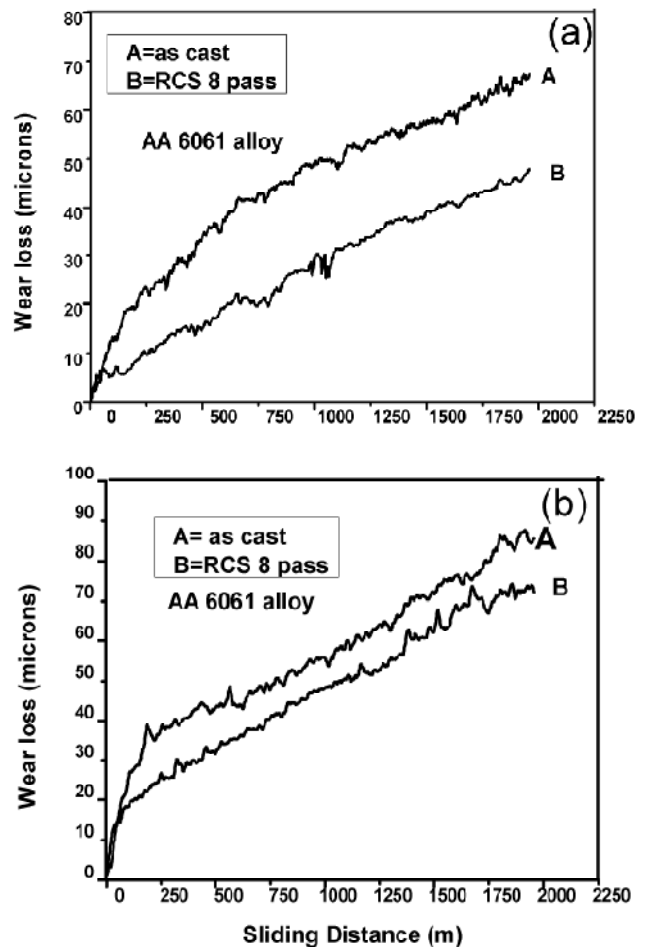 (a)
A=as cast
B=RCS 8 pass
AA 6061 alloy
A
B
Wear loss (microns)
80
70
60
50
40
30
20
10
0
0 250 500 750 1000 1250 1500 1750 2000 2250
(b)
A= as cast
B=RCS 8 pass
AA 6061 alloy
A
B
Wear loss (microns)
100
90
80
70
60
50
40
30
20
10
0
0 250 500 750 1000 1250 1500 1750 2000 2250
Sliding Distance (m)